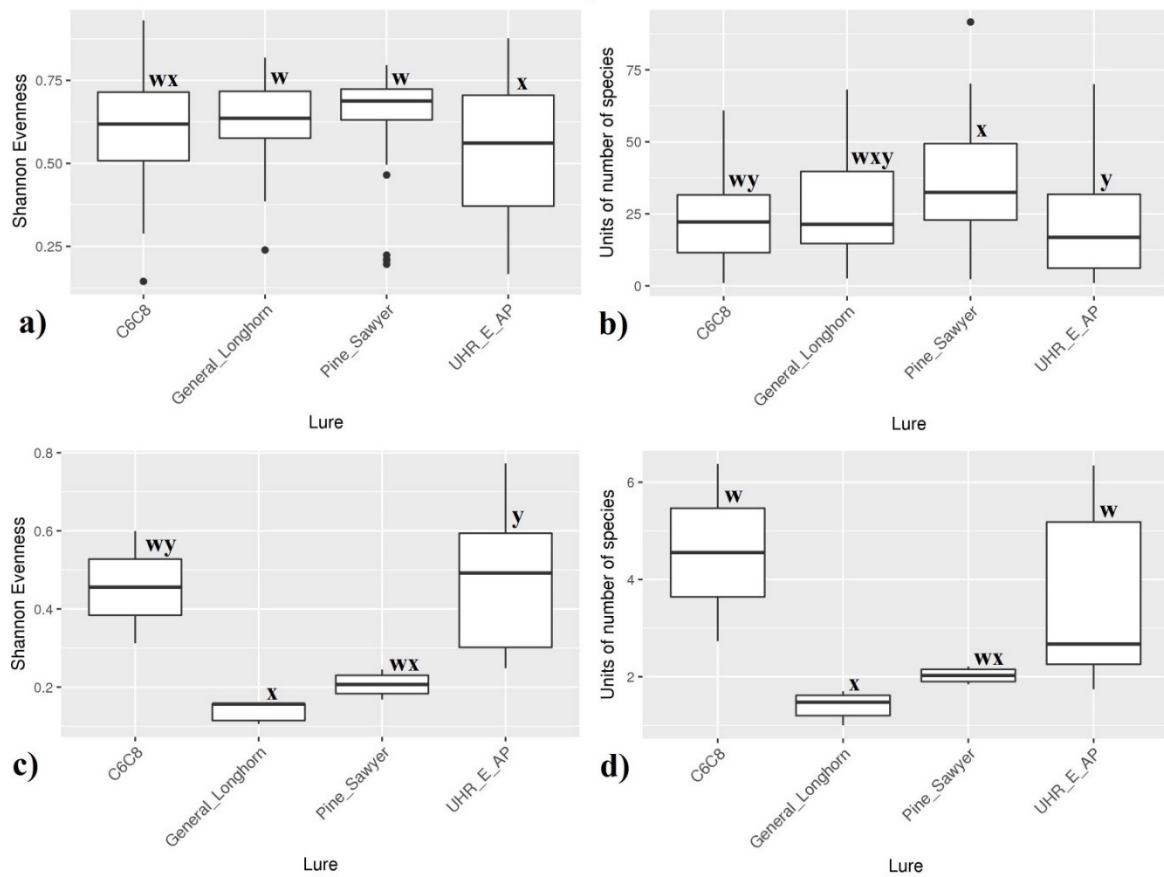 Shannon Evenness
0.75
0.50
0.25
wx
w
w
x
C6C8
General_Longhorn
Pine_Sawyer
UHR_E_AP
Lure
a)
Units of number of species
75
50
25
0
wy
wxy
x
y
C6C8
General_Longhorn
Pine_Sawyer
UHR_E_AP
Lure
b)
Shannon Evenness
0.8
0.6
0.4
0.2
wy
x
wx
y
C6C8
General_Longhorn
Pine_Sawyer
UHR_E_AP
Lure
c)
Units of number of species
6
4
2
w
x
wx
w
C6C8
General_Longhorn
Pine_Sawyer
UHR_E_AP
Lure
d)